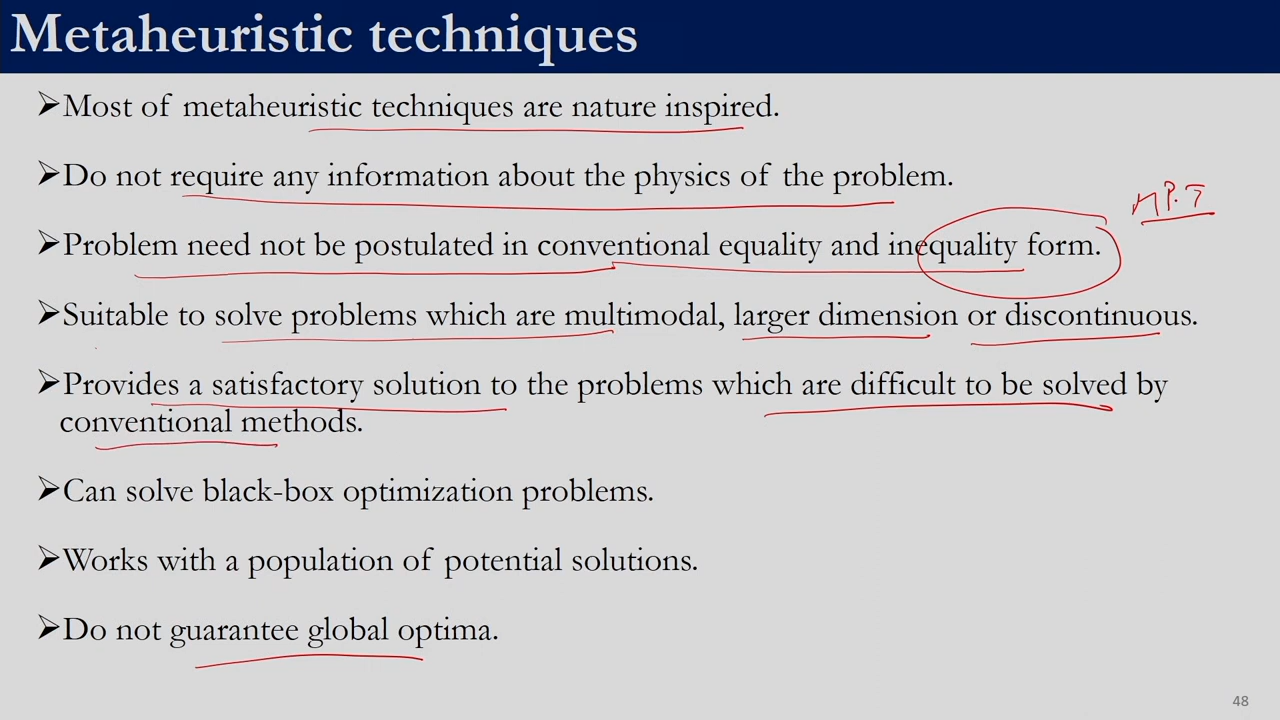 Metaheuristic techniques
➢Most of metaheuristic techniques are nature inspired.
➢Do not require any information about the physics of the problem.
➢Problem need not be postulated in conventional equality and inequality form.
➢Suitable to solve problems which are multimodal, larger dimension or discontinuous.
➢Provides a satisfactory solution to the problems which are difficult to be solved by
conventional methods.
➢Can solve black-box optimization problems.
➢Works with a population of potential solutions.
➢Do not guarantee global optima.
48